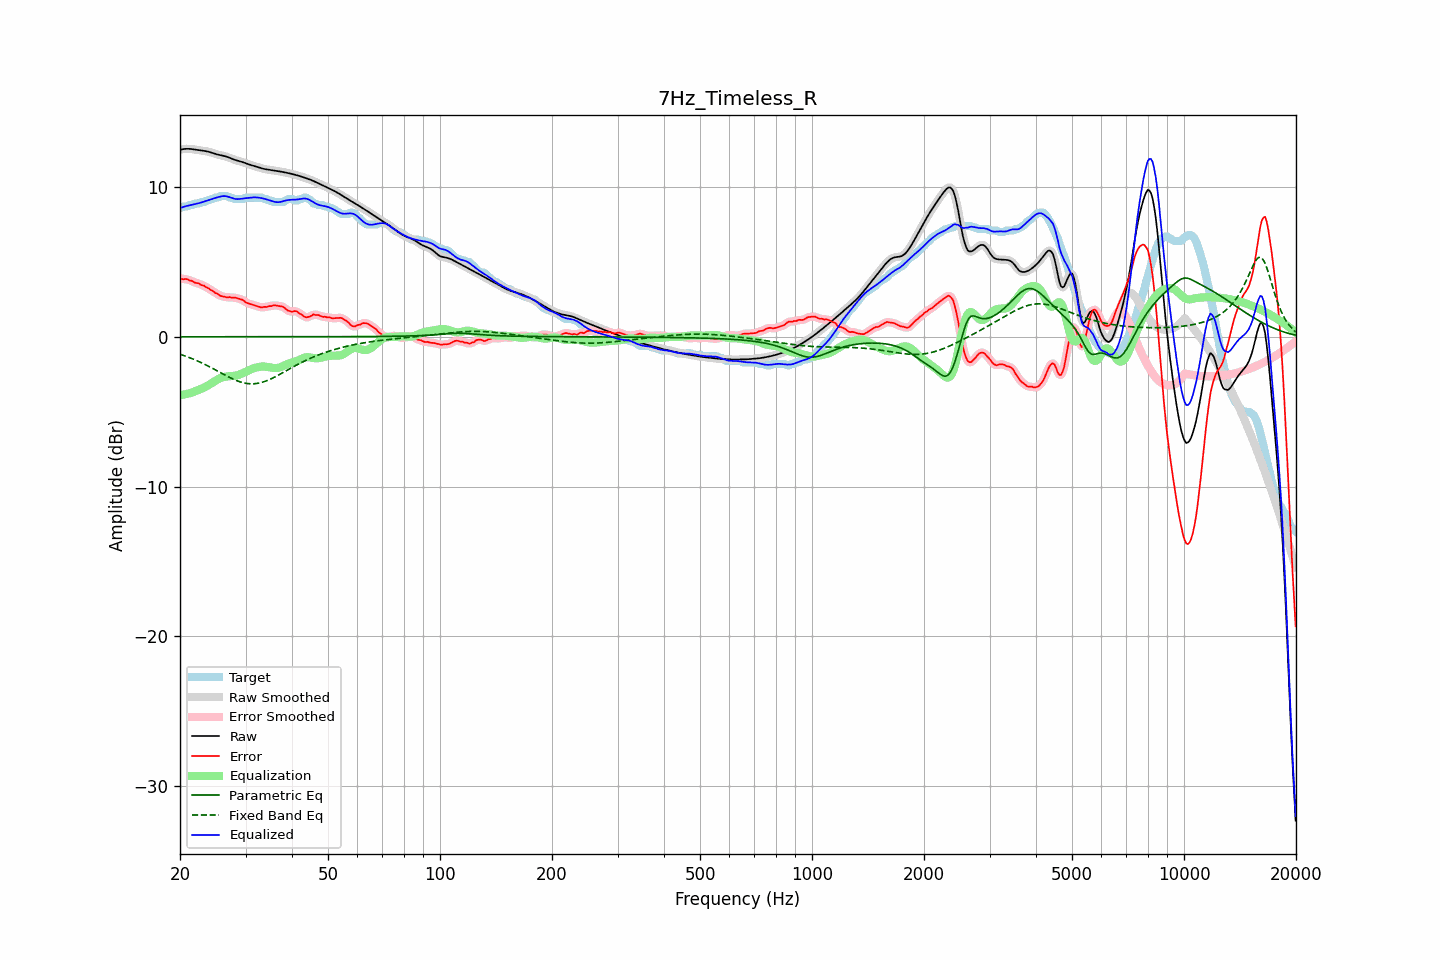 7Hz_Timeless_R
Amplitude (dBr)
10
0
−10
−20
−30
Target
Raw Smoothed
Error Smoothed
Raw
Error
Equalization
Parametric Eq
Fixed Band Eq
Equalized
20
50
100
200
500
1000
2000
5000
10000
20000
Frequency (Hz)